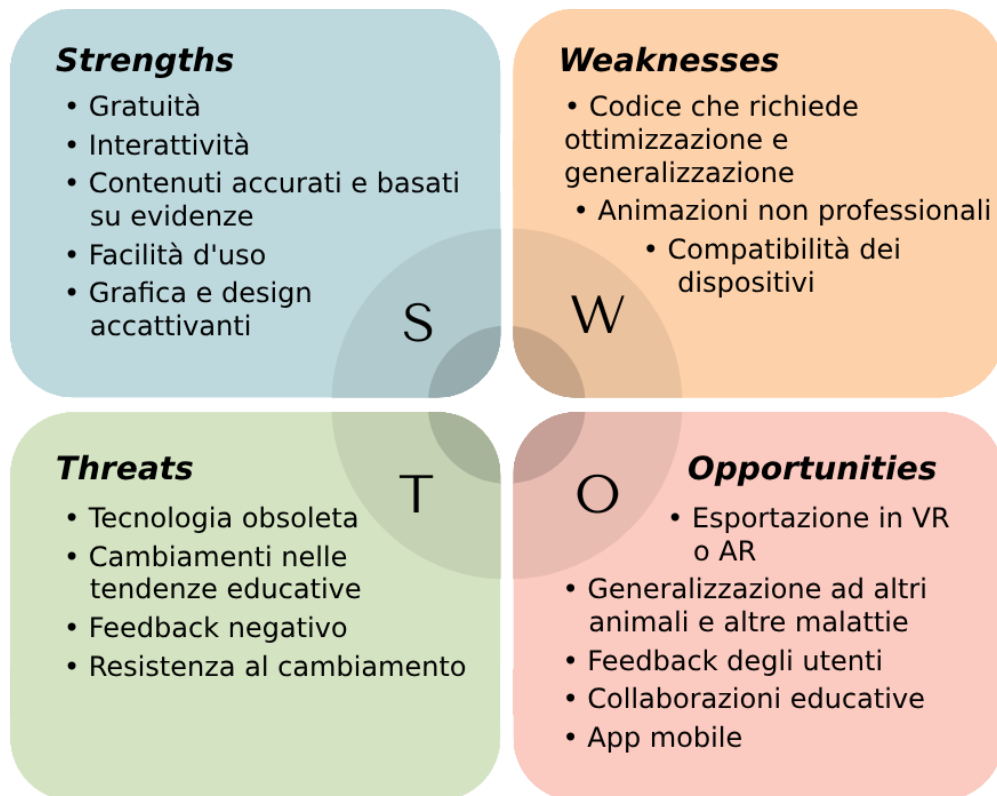 Strengths
• Gratuità
• Interattività
• Contenuti accurati e basati
su evidenze
• Facilità d'uso
• Grafica e design
accattivanti
S
Weaknesses
• Codice che richiede
ottimizzazione e
generalizzazione
• Animazioni non professionali
• Compatibilità dei
dispositivi
W
Threats
• Tecnologia obsoleta
• Cambiamenti nelle
tendenze educative
• Feedback negativo
• Resistenza al cambiamento
T
Opportunities
• Esportazione in VR
o AR
• Generalizzazione ad altri
animali e altre malattie
• Feedback degli utenti
• Collaborazioni educative
• App mobile
O